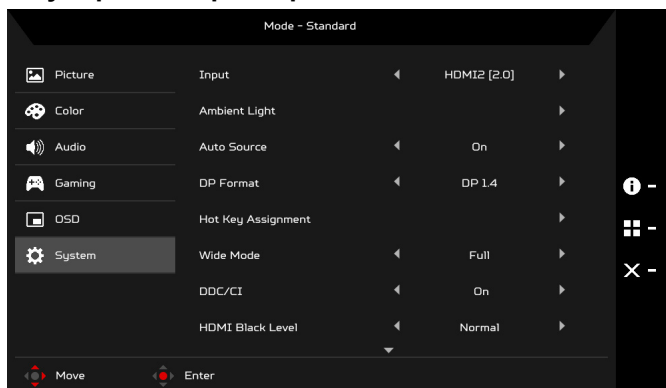 Mode - Standard
Picture
Input HDMI2 [2.0]
Color
Ambient Light
Audio
Auto Source On
Gaming
DP Format DP 1.4
OSD
Hot Key Assignment
System
Wide Mode Full
DDC/CI On
HDMI Black Level Normal
Move Enter